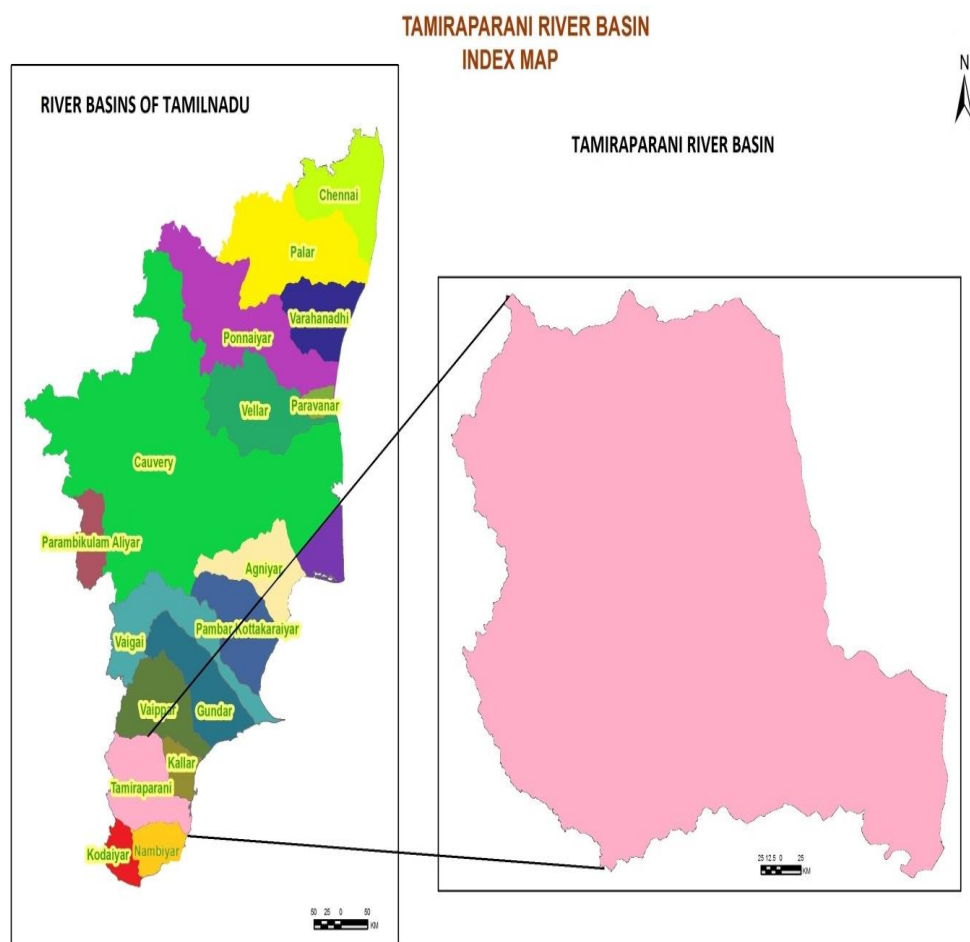 TAMIRAPARANI RIVER BASIN
INDEX MAP
N
RIVER BASINS OF TAMILNADU
TAMIRAPARANI RIVER BASIN
Chennai
Palar
Varahanadhi
Ponnaiyar
Paravanar
Vellar
Cauvery
Parambikulam Aliyar
Agniyar
Pambar Kottakaraiyar
Vaigai
Vaippar
Gundar
Kallar
Tamiraparani
Kodaiyar
Nambiyar
25 12.5 0 25
KM
50 25 0 50
KM